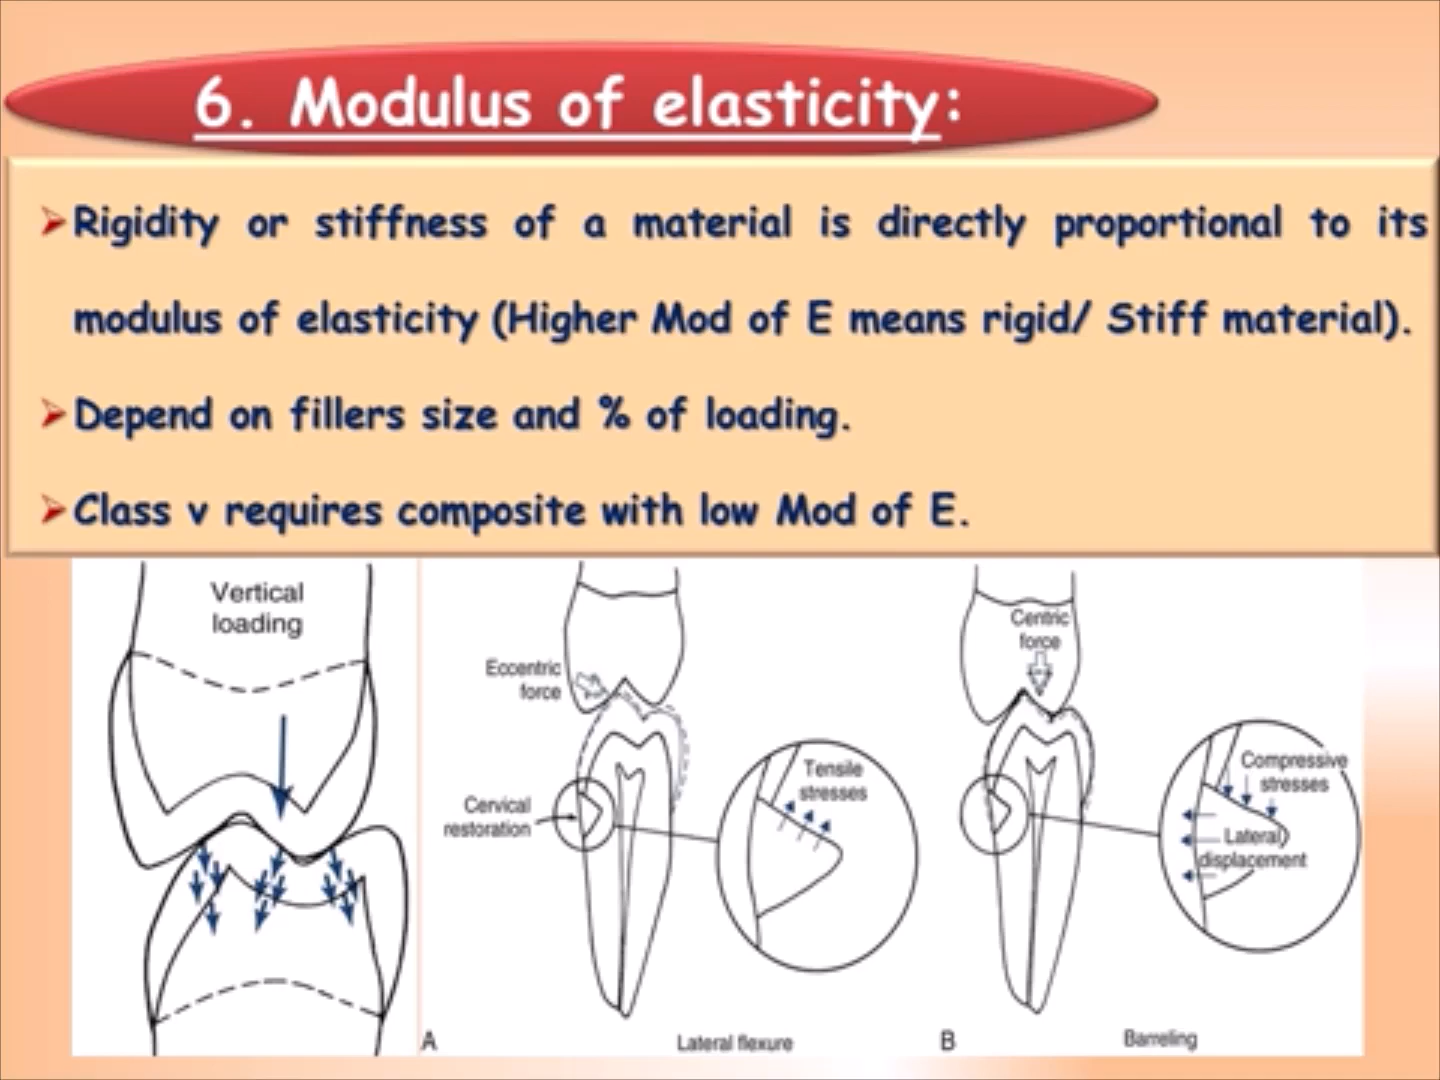 6. Modulus of elasticity:
➢Rigidity or stiffness of a material is directly proportional to its
modulus of elasticity (Higher Mod of E means rigid/ Stiff material).
➢Depend on fillers size and % of loading.
➢Class v requires composite with low Mod of E.
Vertical
loading
Eccentric
force
Cervical
restoration
Tensile
stresses
A
Lateral flexure
Centric
force
Compressive
stresses
Lateral
displacement
B
Barreling